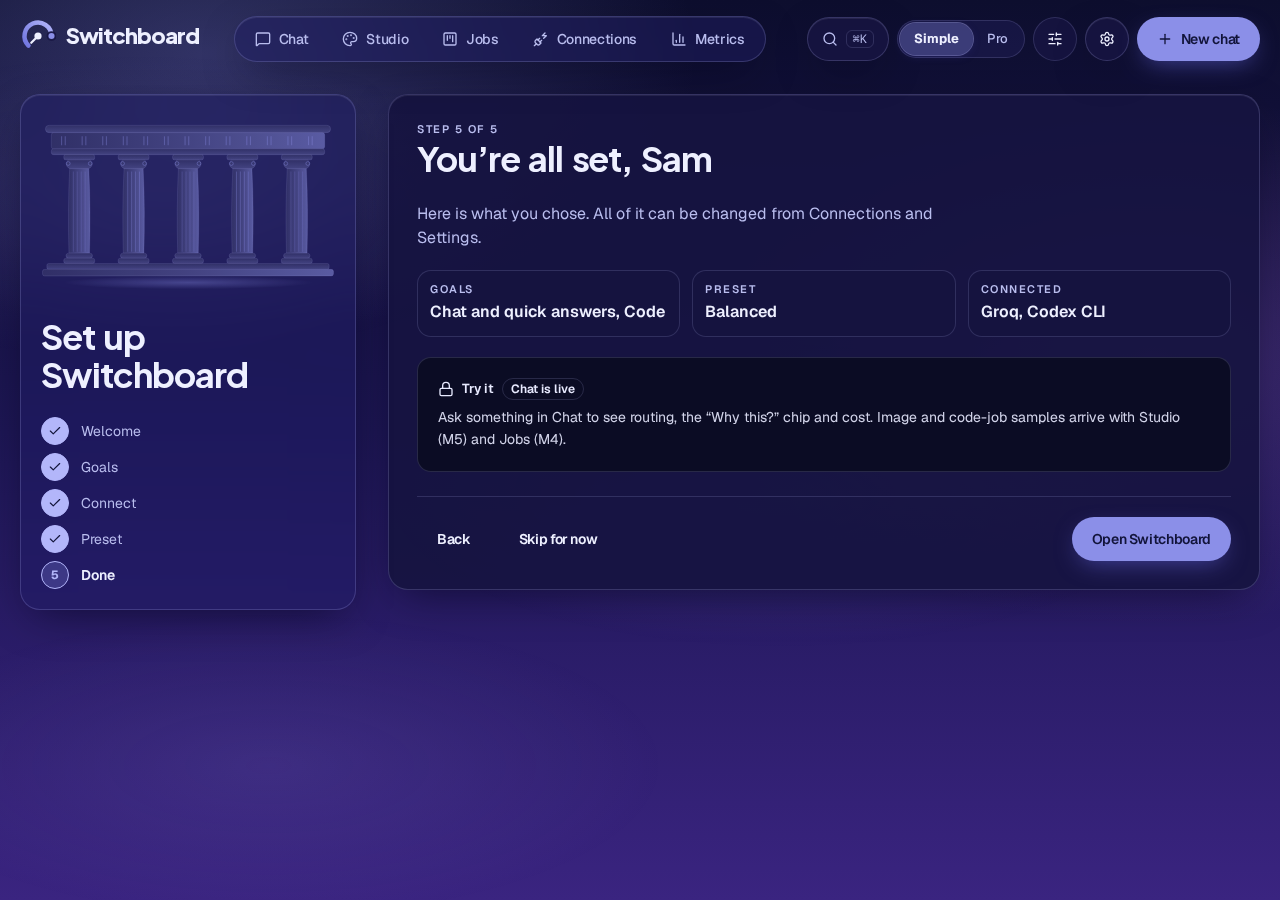 Switchboard
Chat
Studio
Jobs
Connections
Metrics
⌘K
Simple
Pro
New chat
Set up
Switchboard
Welcome
Goals
Connect
Preset
5
Done
STEP 5 OF 5
You’re all set, Sam
Here is what you chose. All of it can be changed from Connections and
Settings.
GOALS
Chat and quick answers, Code
PRESET
Balanced
CONNECTED
Groq, Codex CLI
Try it
Chat is live
Ask something in Chat to see routing, the “Why this?” chip and cost. Image and code-job samples arrive with Studio
(M5) and Jobs (M4).
Back
Skip for now
Open Switchboard